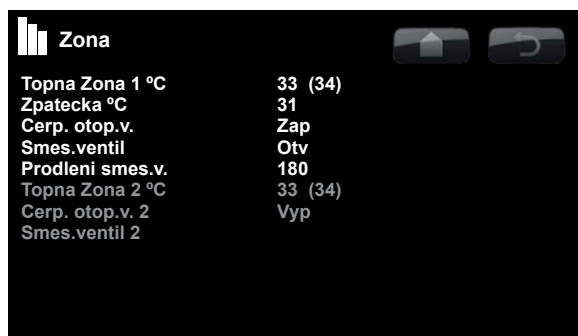 Zona
Topna Zona 1 ºC 33 (34)
Zpatecka ºC 31
Cerp. otop.v. Zap
Smes.ventil Otv
Prodleni smes.v. 180
Topna Zona 2 ºC 33 (34)
Cerp. otop.v. 2 Vyp
Smes.ventil 2